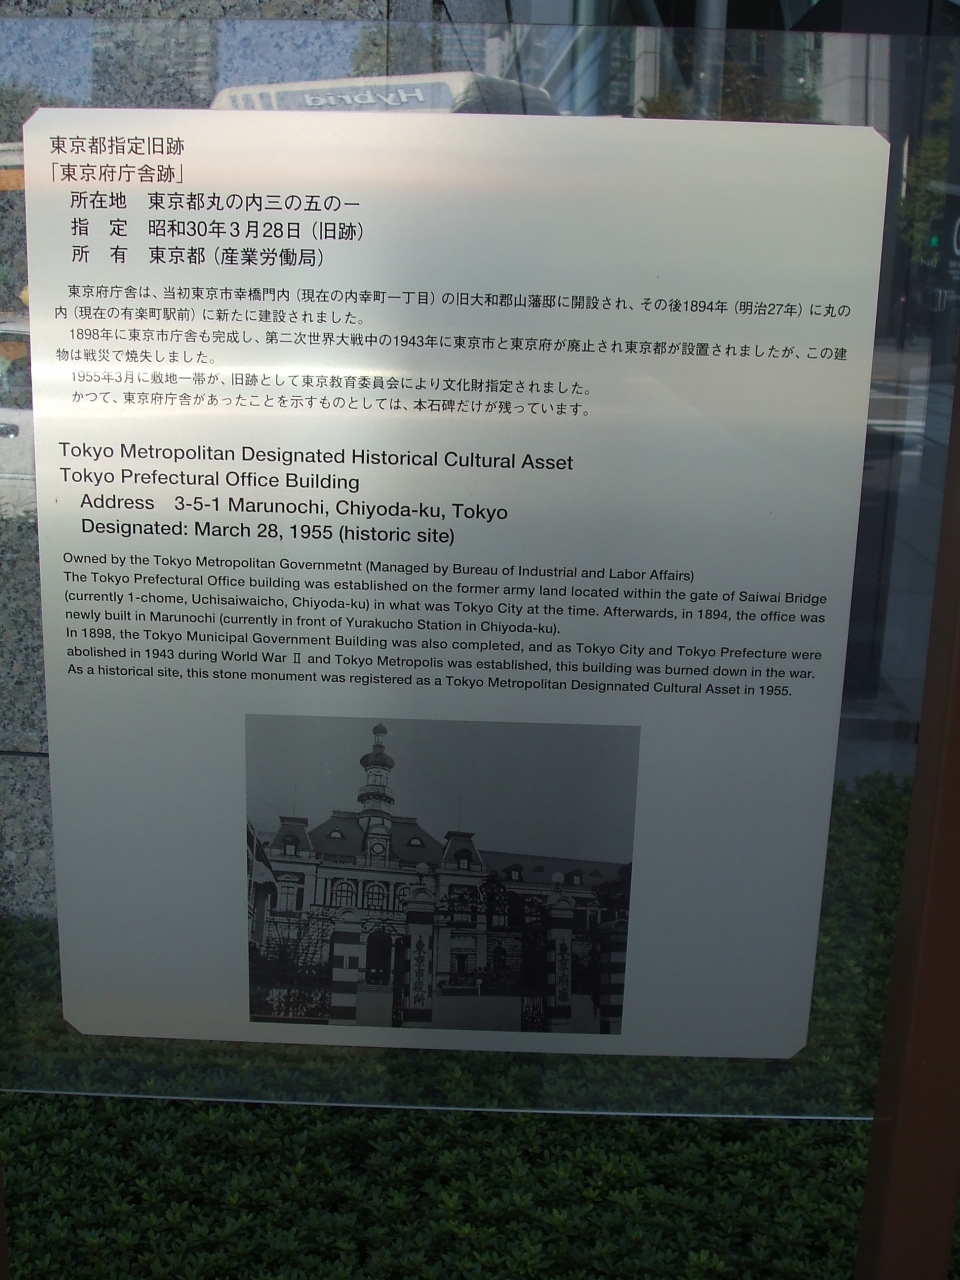 Hybrid
東京都指定旧跡
「東京府庁舎跡」
所在地 東京都丸の内三の五の一
指 定 昭和30年3月28日（旧跡）
所 有 東京都（産業労働局）
東京府庁舎は、当初東京市幸橋門内（現在の内幸町一丁目）の旧大和郡山藩邸に開設され、その後1894年（明治27年）に丸の
内（現在の有楽町駅前）に新たに建設されました。
1898年に東京市庁舎も完成し、第二次世界大戦中の1943年に東京市と東京府が廃止され東京都が設置されましたが、この建
物は戦災で焼失しました。
1955年3月に敷地一帯が、旧跡として東京教育委員会により文化財指定されました。
かつて、東京府庁舎があったことを示すものとしては、本石碑だけが残っています。
Tokyo Metropolitan Designated Historical Cultural Asset
Tokyo Prefectural Office Building
Address 3-5-1 Marunochi, Chiyoda-ku, Tokyo
Designated: March 28, 1955 (historic site)
Owned by the Tokyo Metropolitan Governmetnt (Managed by Bureau of Industrial and Labor Affairs)
The Tokyo Prefectural Office building was established on the former army land located within the gate of Saiwai Bridge
(currently 1-chome, Uchisaiwaicho, Chiyoda-ku) in what was Tokyo City at the time. Afterwards, in 1894, the office was
newly built in Marunochi (currently in front of Yurakucho Station in Chiyoda-ku).
In 1898, the Tokyo Municipal Government Building was also completed, and as Tokyo City and Tokyo Prefecture were
abolished in 1943 during World War Ⅱ and Tokyo Metropolis was established, this building was burned down in the war.
As a historical site, this stone monument was registered as a Tokyo Metropolitan Designnated Cultural Asset in 1955.
東京市役所